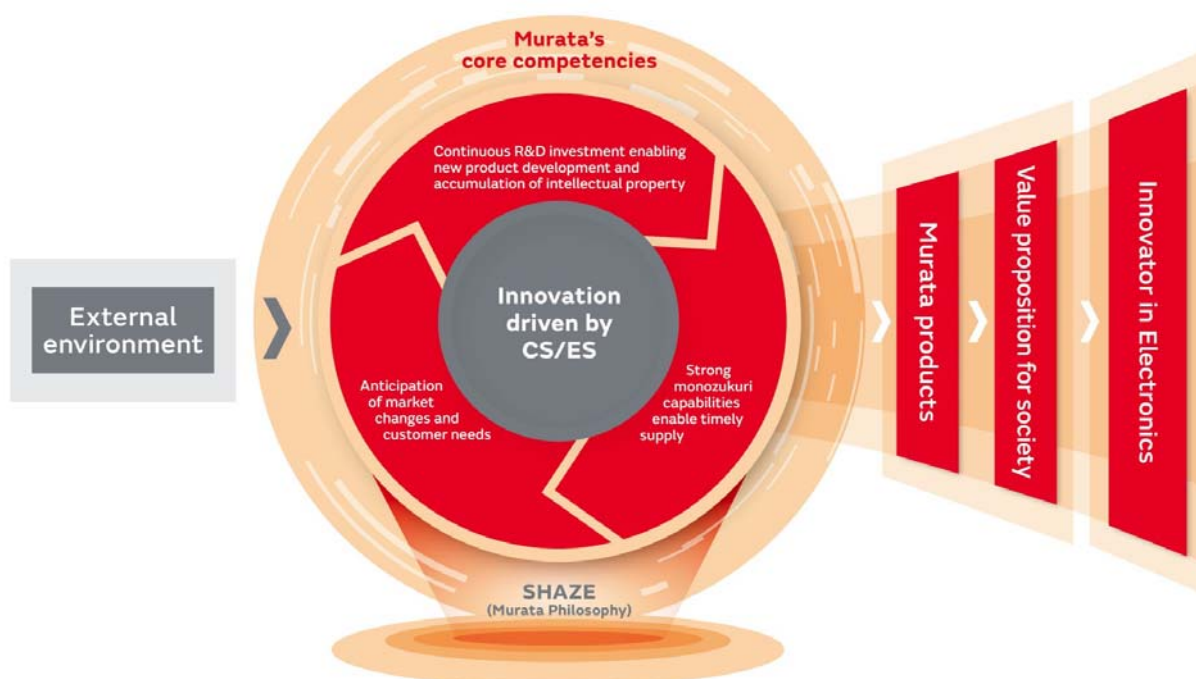 Murata's
core competencies
Continuous R&D investment enabling
new product development and
accumulation of intellectual property
External
environment
Innovation
driven by
CS/ES
Anticipation
of market
changes and
customer needs
Strong
monozukuri
capabilities
enable timely
supply
SHAZE
(Murata Philosophy)
Murata products
Value proposition for society
Innovator in Electronics